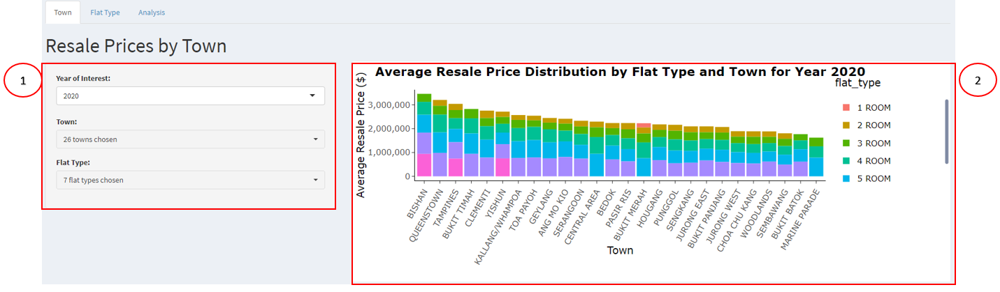 Town Flat Type Analysis
Resale Prices by Town
1
Year of Interest:
2020
Town:
26 towns chosen
Flat Type:
7 flat types chosen
2
Average Resale Price Distribution by Flat Type and Town for Year 2020
Average Resale Price ($)
3,000,000
2,000,000
1,000,000
0
BISHAN
QUEENSTOWN
TAMPINES
BUKIT TIMAH
CLEMENTI
YISHUN
KALLANG/WHAMPOA
TOA PAYOH
GEYLANG
ANG MO KIO
SERANGOON
CENTRAL AREA
BEDOK
PASIR RIS
BUKIT MERAH
HOUGANG
PUNGGOL
SENGKANG
JURONG EAST
BUKIT PANJANG
JURONG WEST
CHOA CHU KANG
WOODLANDS
SEMBAWANG
BUKIT BATOK
MARINE PARADE
Town
flat_type
1 ROOM
2 ROOM
3 ROOM
4 ROOM
5 ROOM